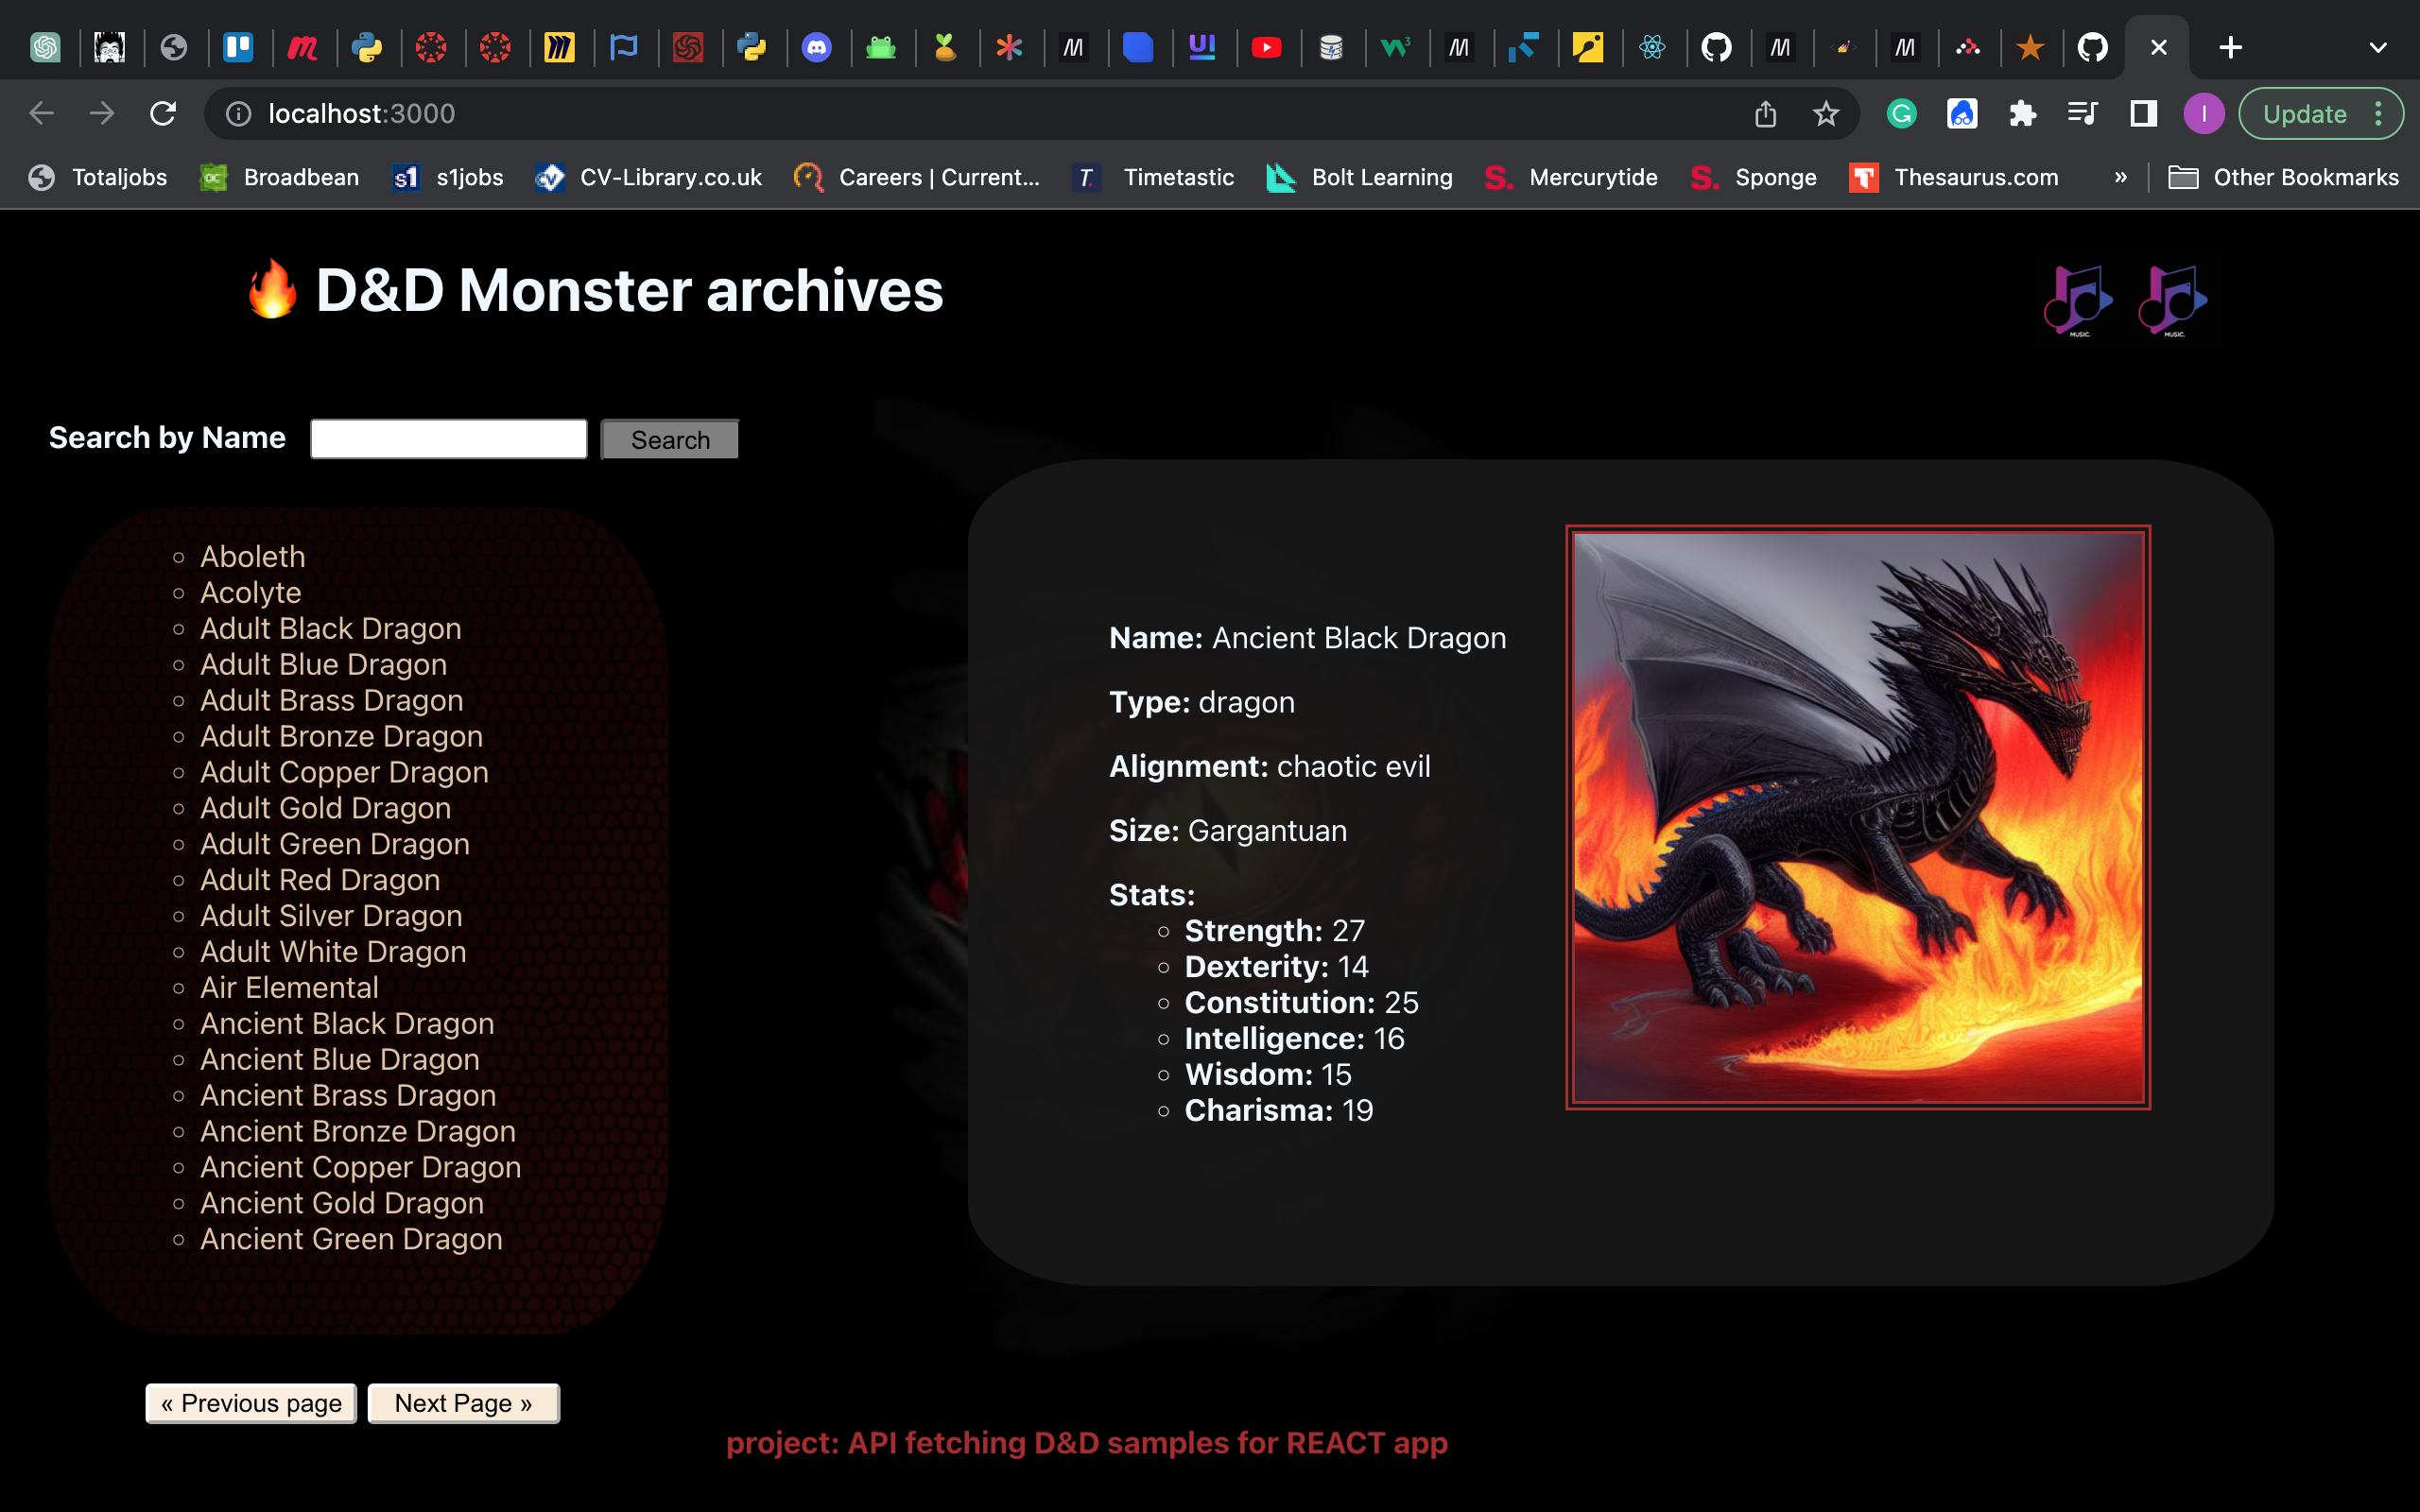 localhost:3000
Update
Totaljobs
Broadbean
s1jobs
CV-Library.co.uk
Careers | Current...
Timetastic
Bolt Learning
Mercurytide
Sponge
Thesaurus.com
»
Other Bookmarks
🔥 D&D Monster archives
MUSIC.
MUSIC.
Search by Name
Search
Aboleth
Acolyte
Adult Black Dragon
Adult Blue Dragon
Adult Brass Dragon
Adult Bronze Dragon
Adult Copper Dragon
Adult Gold Dragon
Adult Green Dragon
Adult Red Dragon
Adult Silver Dragon
Adult White Dragon
Air Elemental
Ancient Black Dragon
Ancient Blue Dragon
Ancient Brass Dragon
Ancient Bronze Dragon
Ancient Copper Dragon
Ancient Gold Dragon
Ancient Green Dragon
« Previous page
Next Page »
Name: Ancient Black Dragon
Type: dragon
Alignment: chaotic evil
Size: Gargantuan
Stats:
Strength: 27
Dexterity: 14
Constitution: 25
Intelligence: 16
Wisdom: 15
Charisma: 19
project: API fetching D&D samples for REACT app